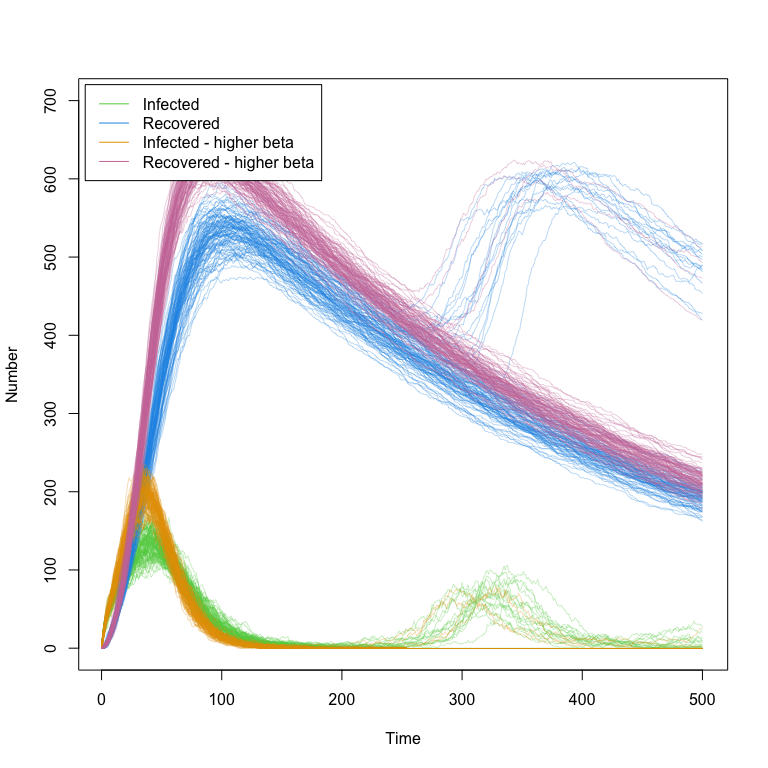 Infected
Recovered
Infected - higher beta
Recovered - higher beta
700
600
500
400
300
200
100
0
Number
0 100 200 300 400 500
Time